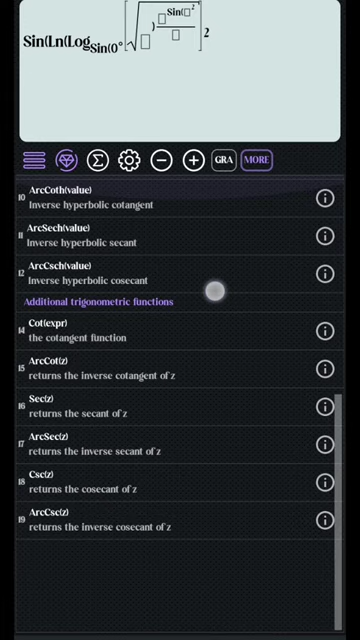 Sin(Ln(Log Sin(0° [√□ )□ Sin(□² / □ ] 2
GRA MORE
10 ArcCoth(value)
Inverse hyperbolic cotangent
11 ArcSech(value)
Inverse hyperbolic secant
12 ArcCsch(value)
Inverse hyperbolic cosecant
Additional trigonometric functions
14 Cot(expr)
the cotangent function
15 ArcCot(z)
returns the inverse cotangent of z
16 Sec(z)
returns the secant of z
17 ArcSec(z)
returns the inverse secant of z
18 Csc(z)
returns the cosecant of z
19 ArcCsc(z)
returns the inverse cosecant of z